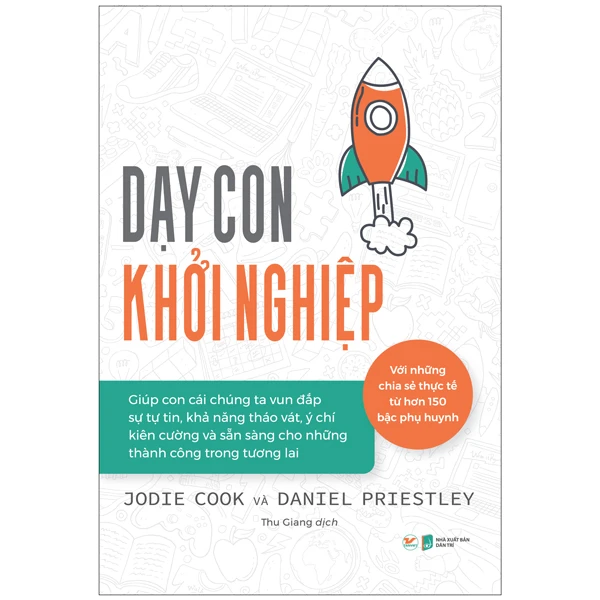 DẠY CON
KHỞI NGHIỆP
Với những
chia sẻ thực tế
từ hơn 150
bậc phụ huynh
Giúp con cái chúng ta vun đắp
sự tự tin, khả năng tháo vát, ý chí
kiên cường và sẵn sàng cho những
thành công trong tương lai
JODIE COOK VÀ DANIEL PRIESTLEY
Thu Giang dịch
NHÀ XUẤT BẢN
DÂN TRÍ